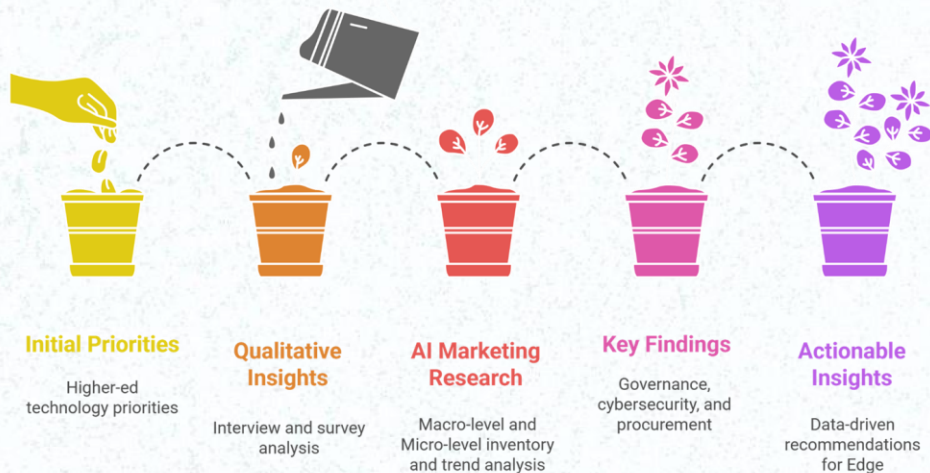 Initial Priorities
Higher-ed
technology priorities
Qualitative
Insights
Interview and survey
analysis
AI Marketing
Research
Macro-level and
Micro-level inventory
and trend analysis
Key Findings
Governance,
cybersecurity, and
procurement
Actionable
Insights
Data-driven
recommendations
for Edge